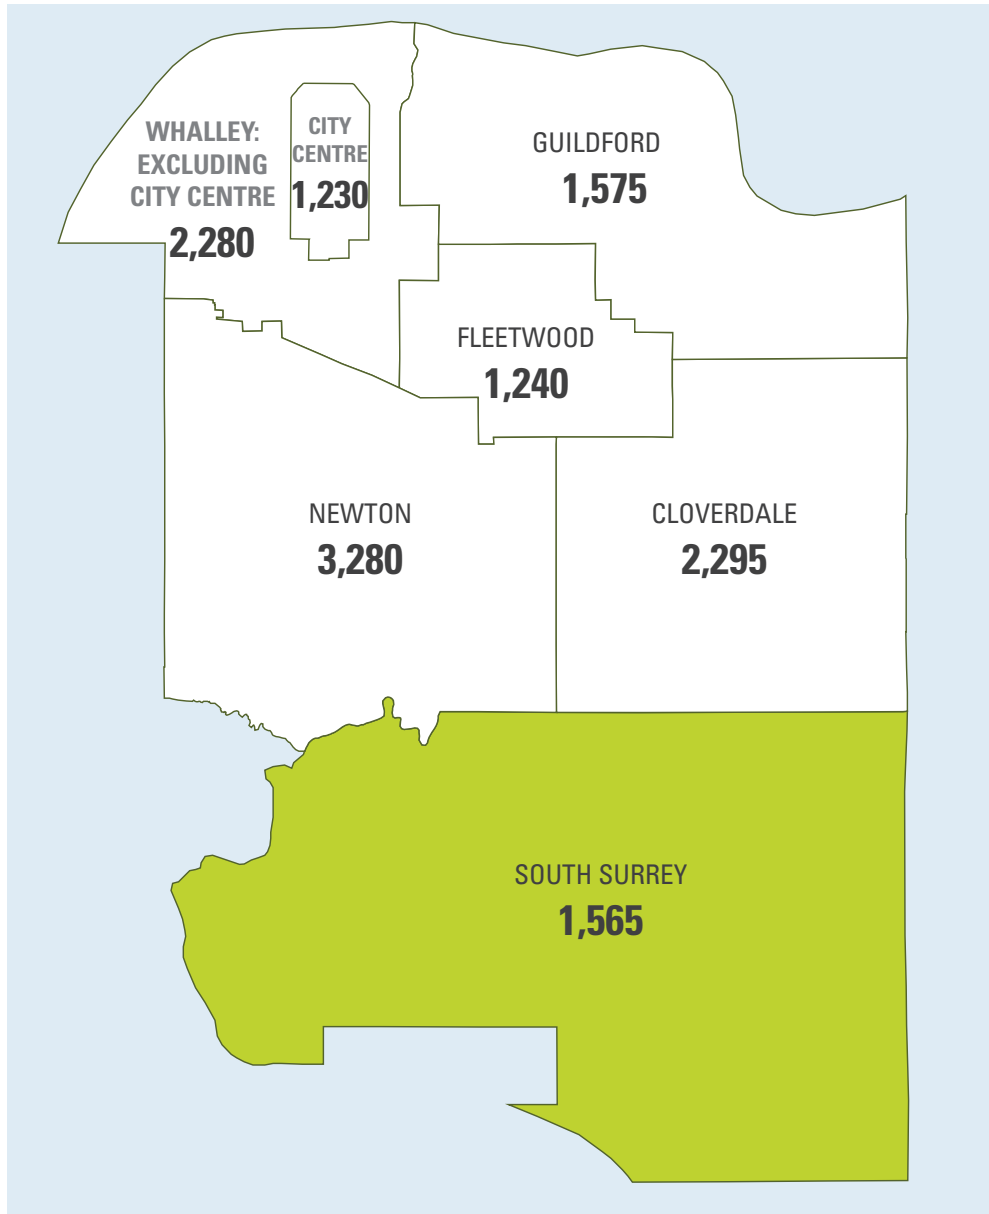 WHALLEY:
EXCLUDING
CITY CENTRE
2,280
CITY
CENTRE
1,230
GUILDFORD
1,575
FLEETWOOD
1,240
NEWTON
3,280
CLOVERDALE
2,295
SOUTH SURREY
1,565